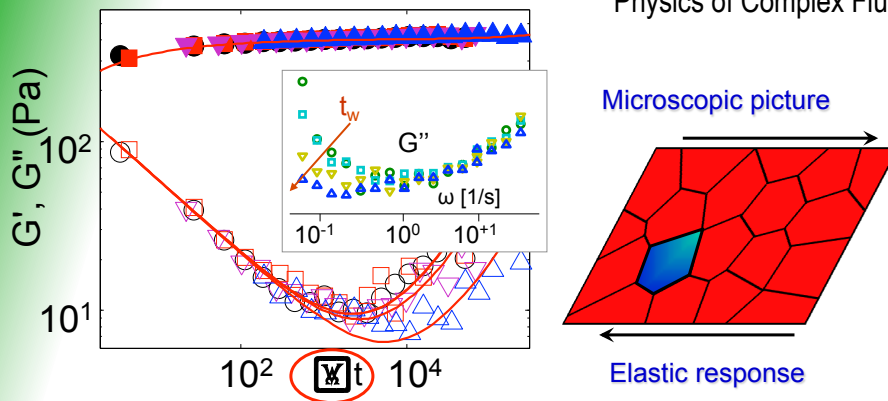 Physics of Complex Flu
G', G'' (Pa)
10²
10¹
t_w
G''
ω [1/s]
10⁻¹ 10⁰ 10⁺¹
10² t 10⁴
Microscopic picture
Elastic response